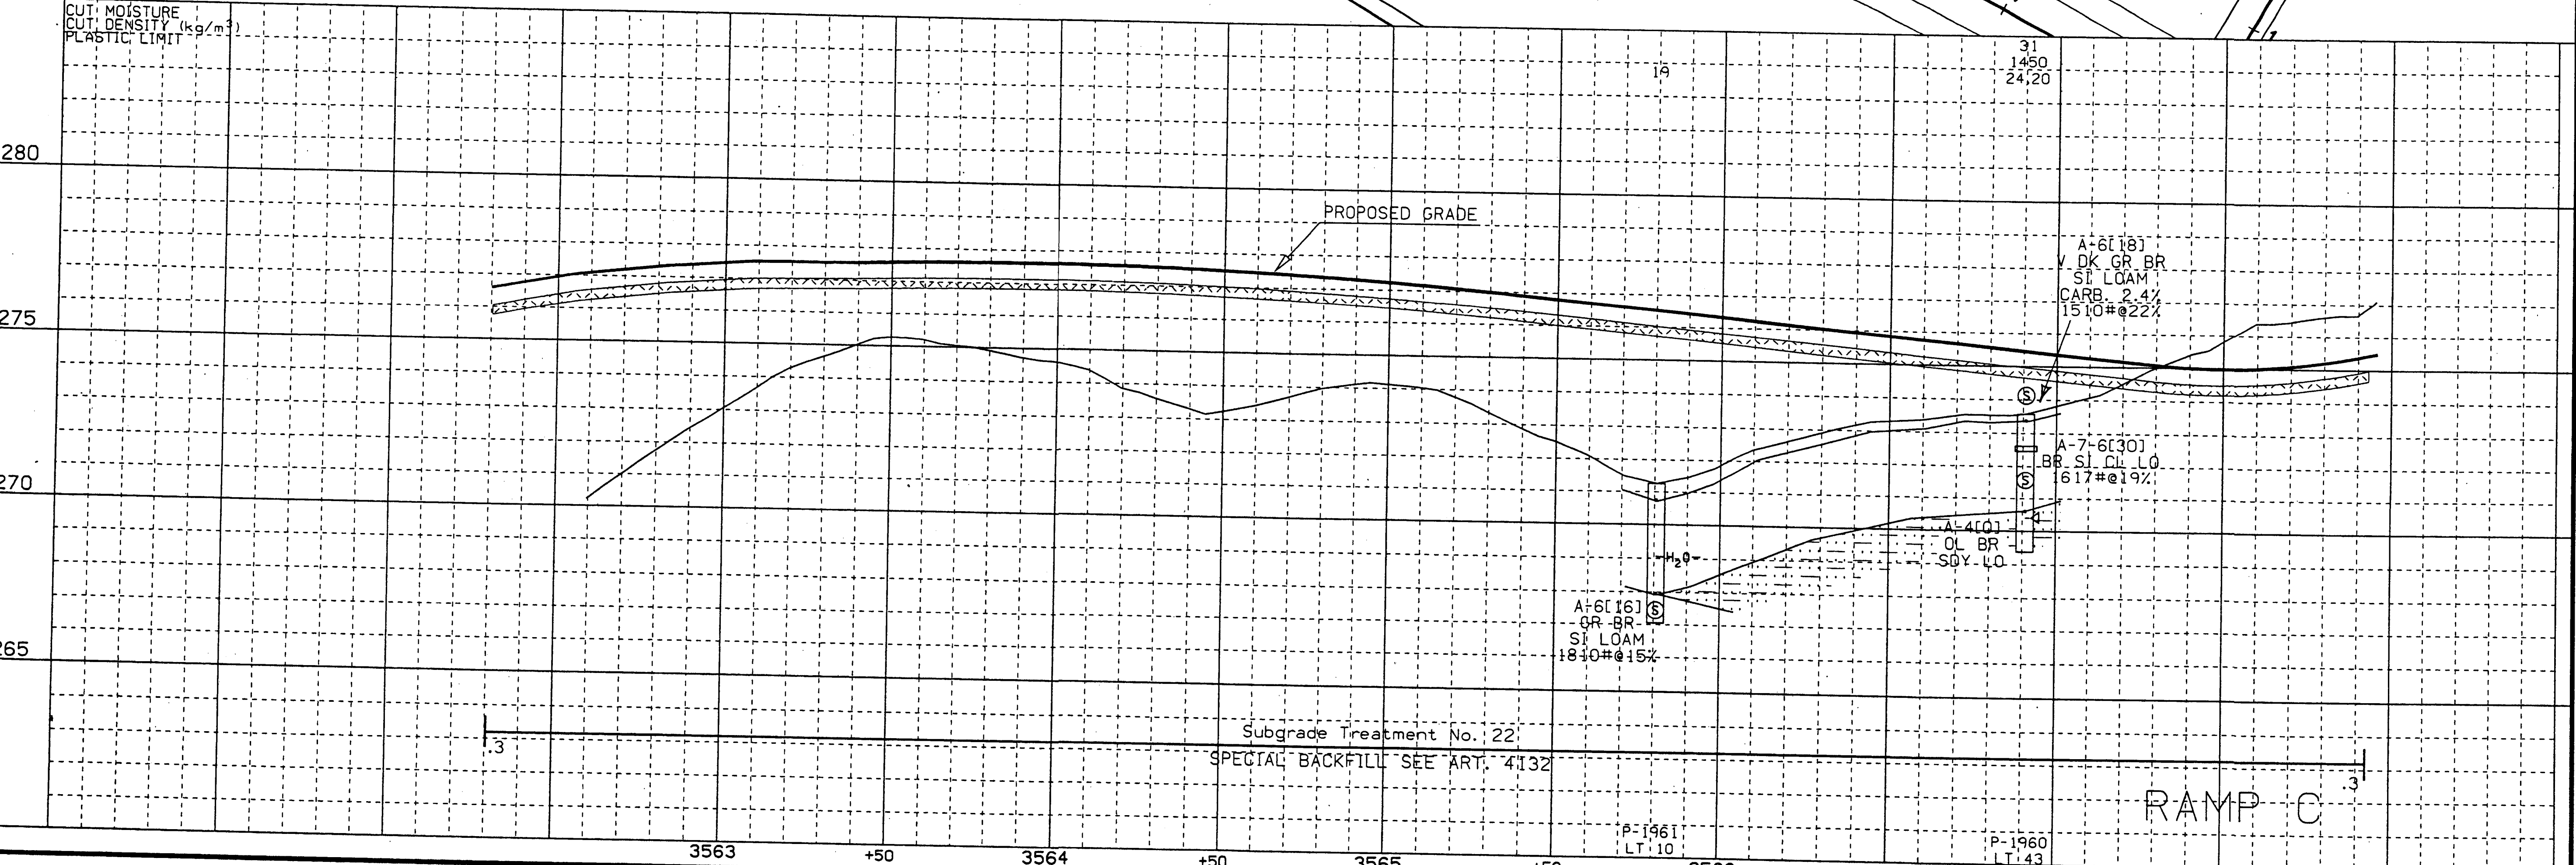 CUT MOISTURE
CUT DENSITY (kg/m³)
PLASTIC LIMIT
19
31
1450
24,20
280
PROPOSED GRADE
A-6[18]
V DK GR BR
SI LOAM
CARB. 2.4%
1510#@22%
275
A-7-6[30]
BR SI CL LO
1617#@19%
S
S
270
A-4[0]
OL BR
SDY LO
H₂O
A-6[16]
GR BR
SI LOAM
1810#@15%
S
265
.3
Subgrade Treatment No. 22
SPECIAL BACKFILL SEE ART. 4132
.3
RAMP C
P-1961
LT 10
P-1960
LT 43
3563
+50
3564
+50
3565